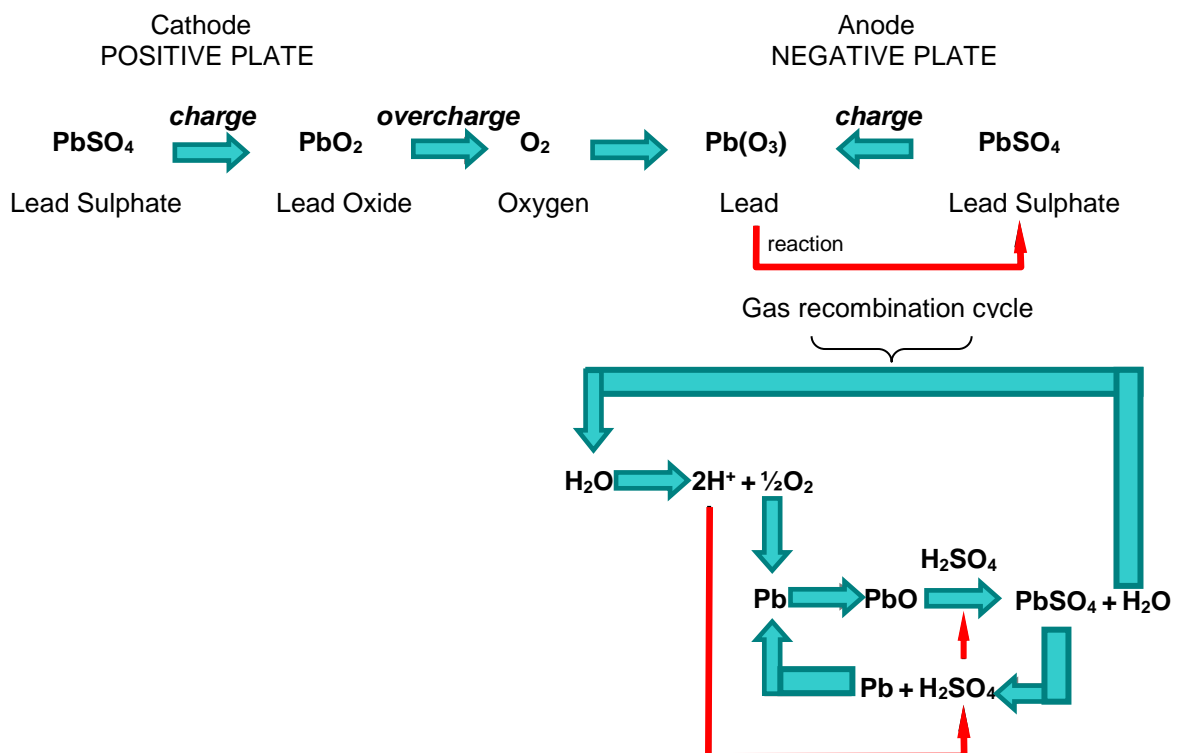 Cathode Anode
POSITIVE PLATE NEGATIVE PLATE
charge overcharge charge
PbSO₄ PbO₂ O₂ Pb(O₃) PbSO₄
Lead Sulphate Lead Oxide Oxygen Lead Lead Sulphate
reaction
Gas recombination cycle
H₂O 2H⁺ + ½O₂
H₂SO₄
Pb PbO PbSO₄ + H₂O
Pb + H₂SO₄